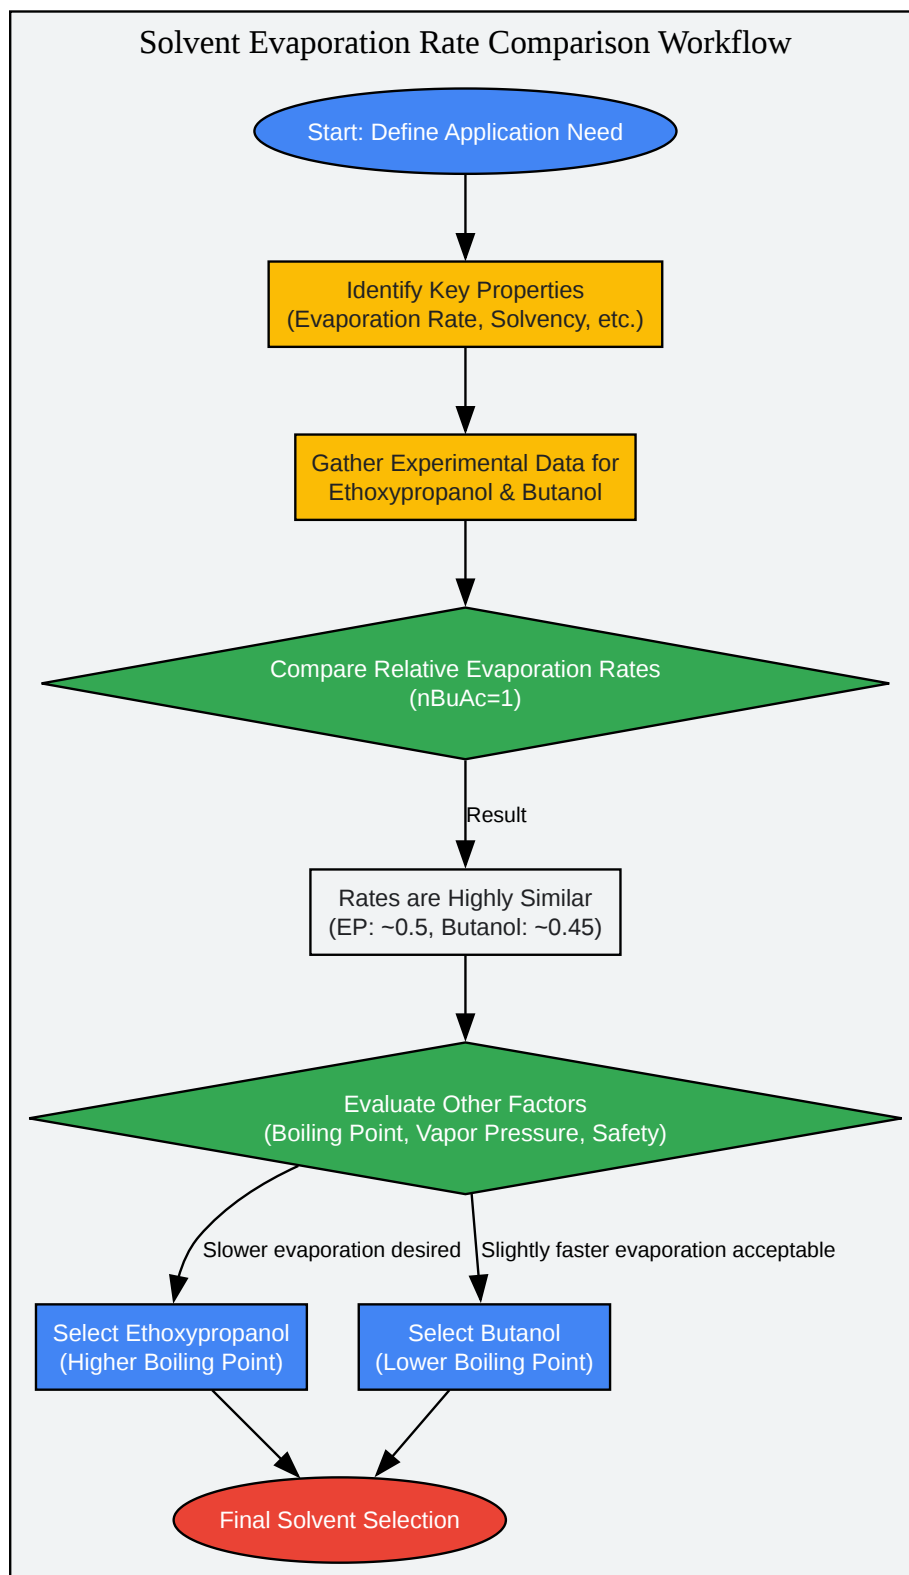 Solvent Evaporation Rate Comparison Workflow
Start: Define Application Need
Identify Key Properties
(Evaporation Rate, Solvency, etc.)
Gather Experimental Data for
Ethoxypropanol & Butanol
Compare Relative Evaporation Rates
(nBuAc=1)
Result
Rates are Highly Similar
(EP: ~0.5, Butanol: ~0.45)
Evaluate Other Factors
(Boiling Point, Vapor Pressure, Safety)
Slower evaporation desired
Slightly faster evaporation acceptable
Select Ethoxypropanol
(Higher Boiling Point)
Select Butanol
(Lower Boiling Point)
Final Solvent Selection